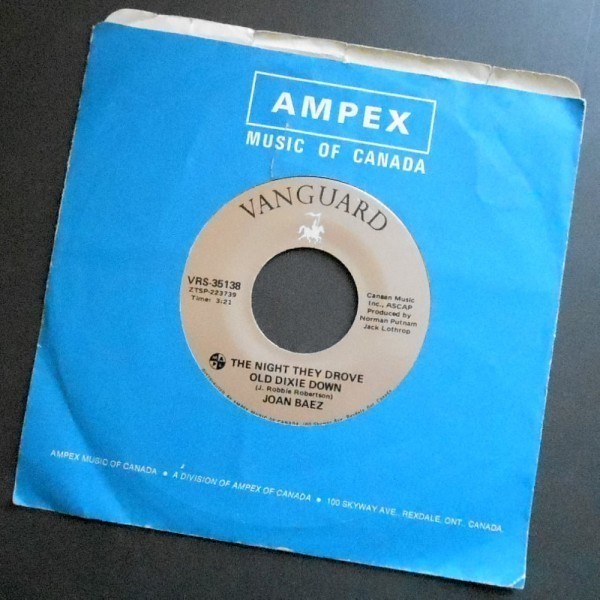 AMPEX
MUSIC OF CANADA
VANGUARD
VRS-35138
ZTSP-223739
Time: 3:21
Canaan Music
Inc., ASCAP
Produced by
Norman Putnam
Jack Lothrop
THE NIGHT THEY DROVE
OLD DIXIE DOWN
(J. Robbie Robertson)
JOAN BAEZ
AMPEX MUSIC OF CANADA • A DIVISION OF AMPEX OF CANADA • 100 SKYWAY AVE., REXDALE, ONT., CANADA.